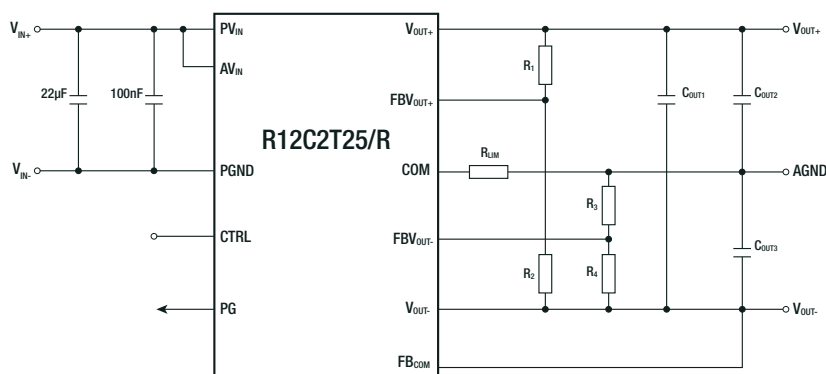 VIN+ PVIN VOUT+ VOUT+
AVIN R1
22µF 100nF FBVOUT+ COUT1 COUT2
R12C2T25/R
RLIM
VIN- PGND COM AGND
R3
CTRL FBVOUT-
COUT3
R2 R4
PG VOUT- VOUT-
FBCOM